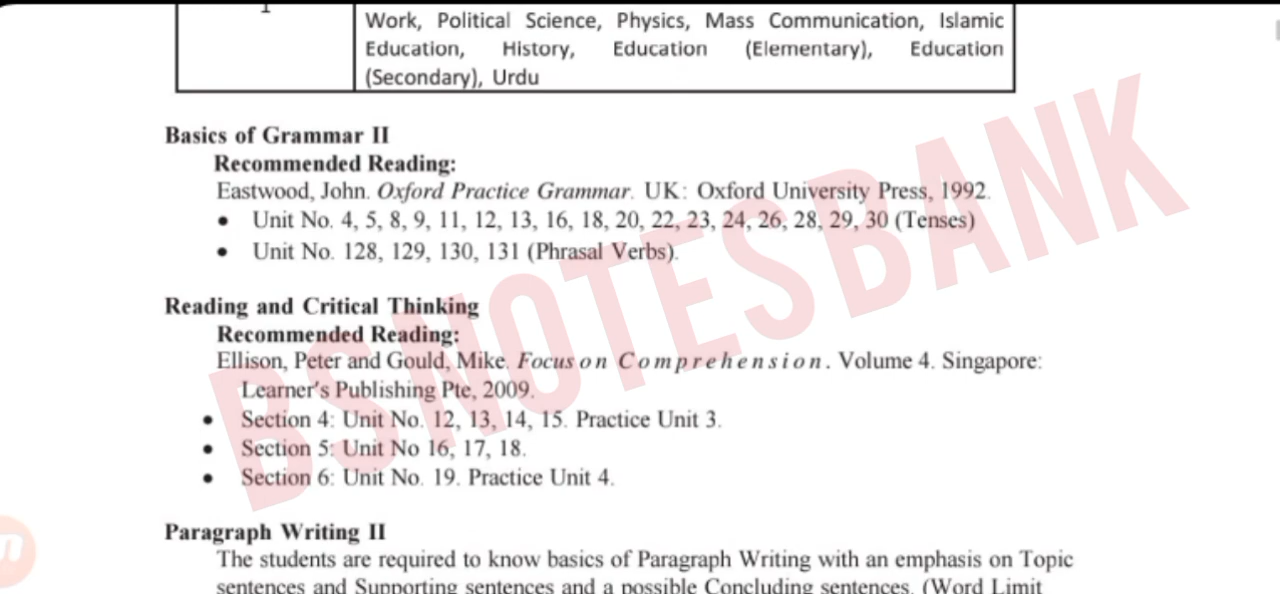 Work, Political Science, Physics, Mass Communication, Islamic
Education, History, Education (Elementary), Education
(Secondary), Urdu
Basics of Grammar II
Recommended Reading:
Eastwood, John. Oxford Practice Grammar. UK: Oxford University Press, 1992.
• Unit No. 4, 5, 8, 9, 11, 12, 13, 16, 18, 20, 22, 23, 24, 26, 28, 29, 30 (Tenses)
• Unit No. 128, 129, 130, 131 (Phrasal Verbs).
Reading and Critical Thinking
Recommended Reading:
Ellison, Peter and Gould, Mike. Focus on Comprehension. Volume 4. Singapore:
Learner's Publishing Pte, 2009.
• Section 4: Unit No. 12, 13, 14, 15. Practice Unit 3.
• Section 5: Unit No 16, 17, 18.
• Section 6: Unit No. 19. Practice Unit 4.
Paragraph Writing II
The students are required to know basics of Paragraph Writing with an emphasis on Topic
sentences and Supporting sentences and a possible Concluding sentences. (Word Limit
BS NOTES BANK